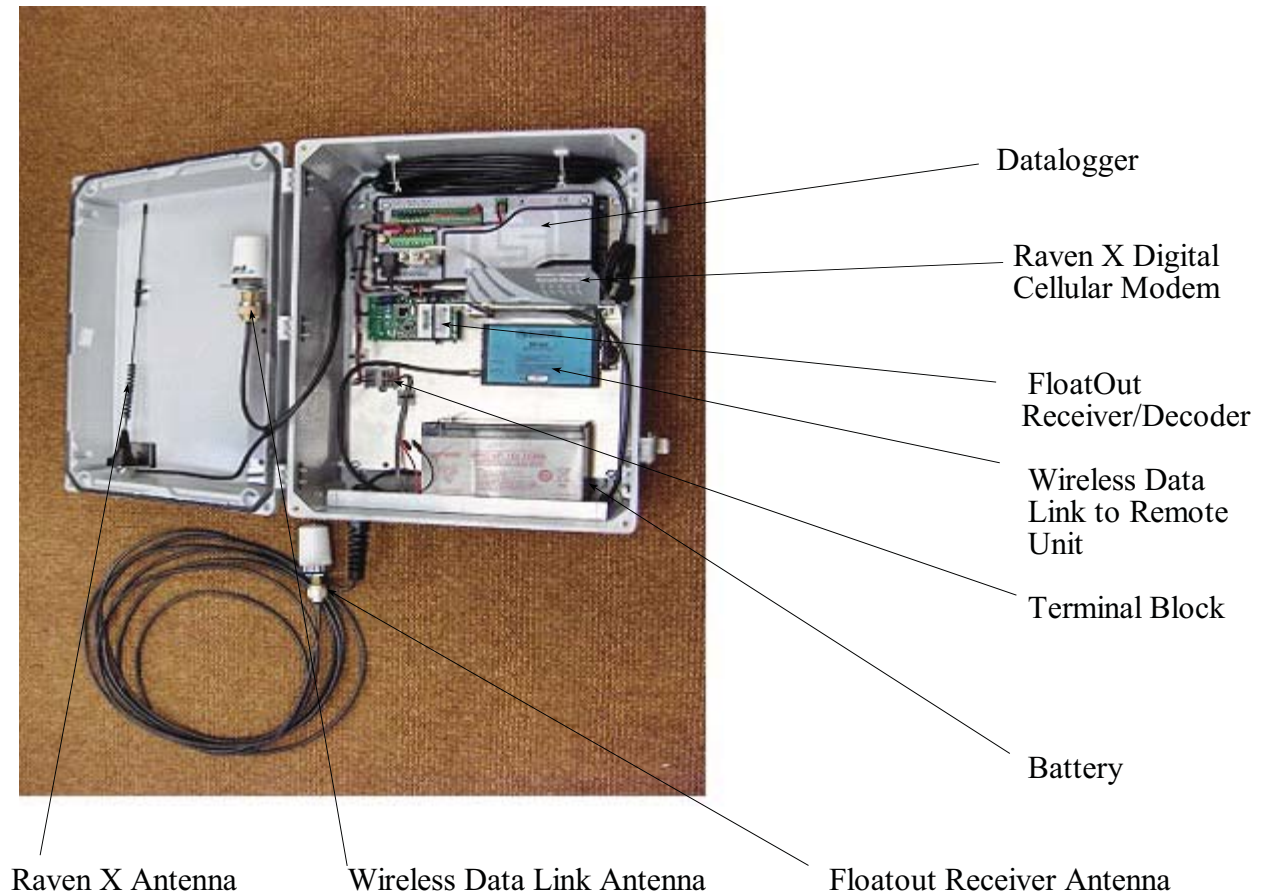 Datalogger
Raven X Digital
Cellular Modem
FloatOut
Receiver/Decoder
Wireless Data
Link to Remote
Unit
Terminal Block
Battery
Raven X Antenna
Wireless Data Link Antenna
Floatout Receiver Antenna